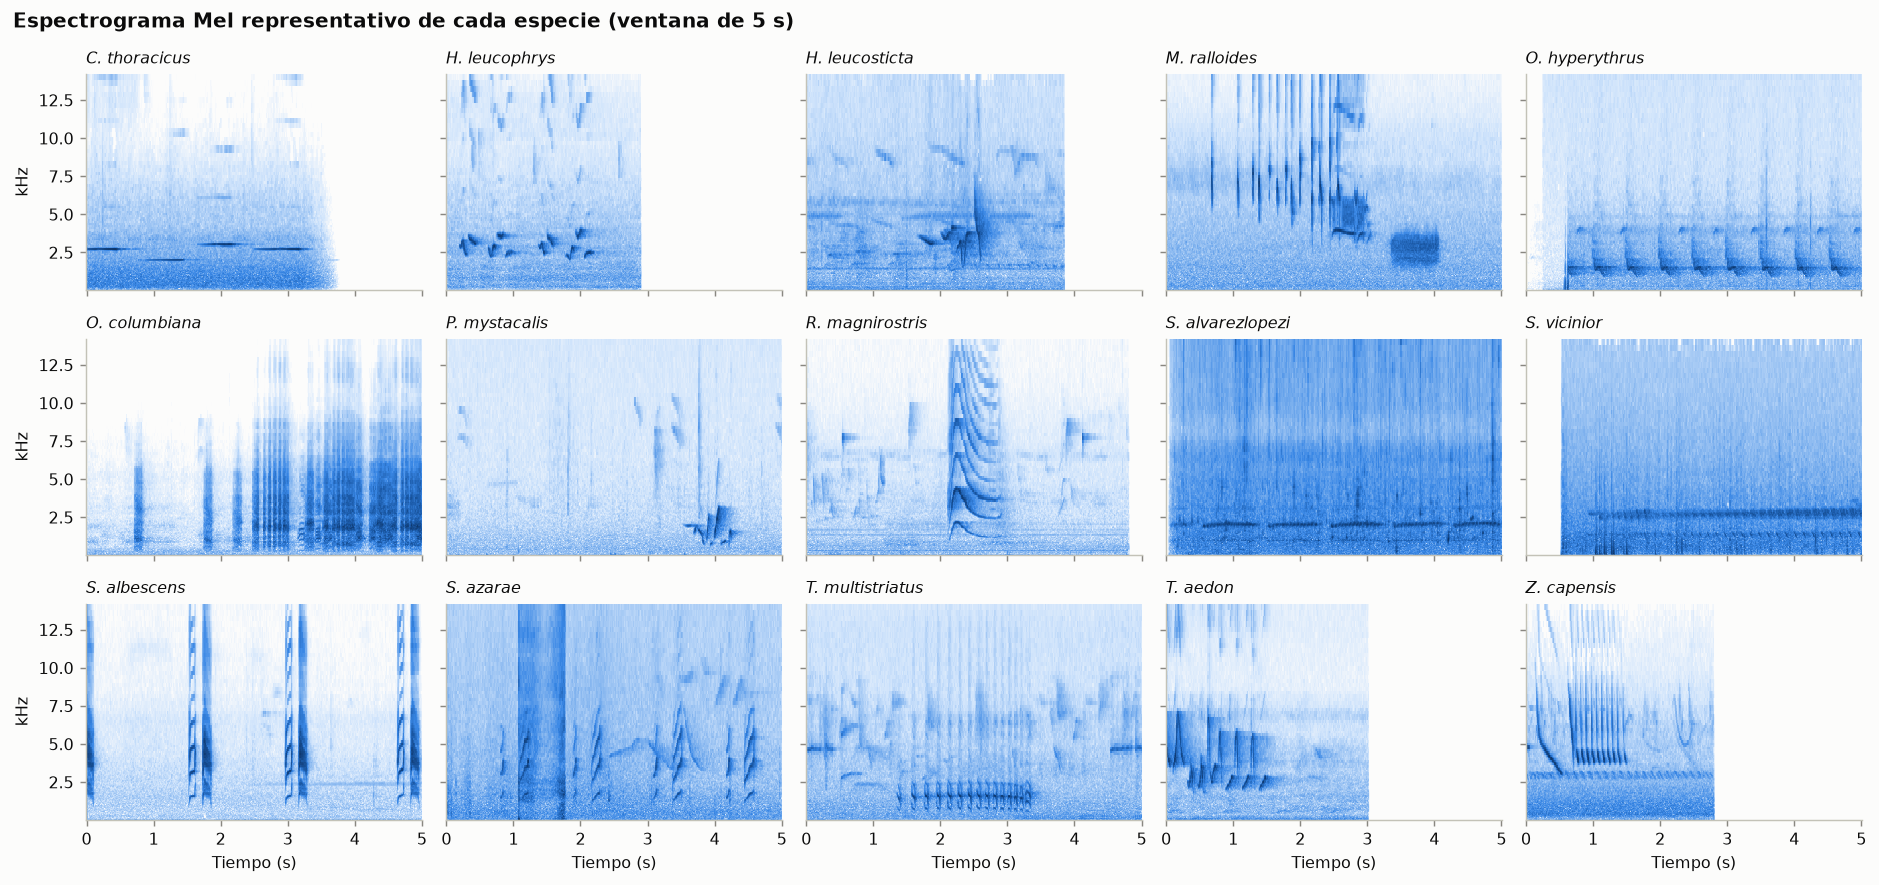 Espectrograma Mel representativo de cada especie (ventana de 5 s)
C. thoracicus H. leucophrys H. leucosticta M. ralloides O. hyperythrus
12.5
10.0
7.5
5.0
2.5
kHz
O. columbiana P. mystacalis R. magnirostris S. alvarezlopezi S. vicinior
12.5
10.0
7.5
5.0
2.5
kHz
S. albescens S. azarae T. multistriatus T. aedon Z. capensis
12.5
10.0
7.5
5.0
2.5
kHz
0 1 2 3 4 5 0 1 2 3 4 5 0 1 2 3 4 5 0 1 2 3 4 5 0 1 2 3 4 5
Tiempo (s) Tiempo (s) Tiempo (s) Tiempo (s) Tiempo (s)